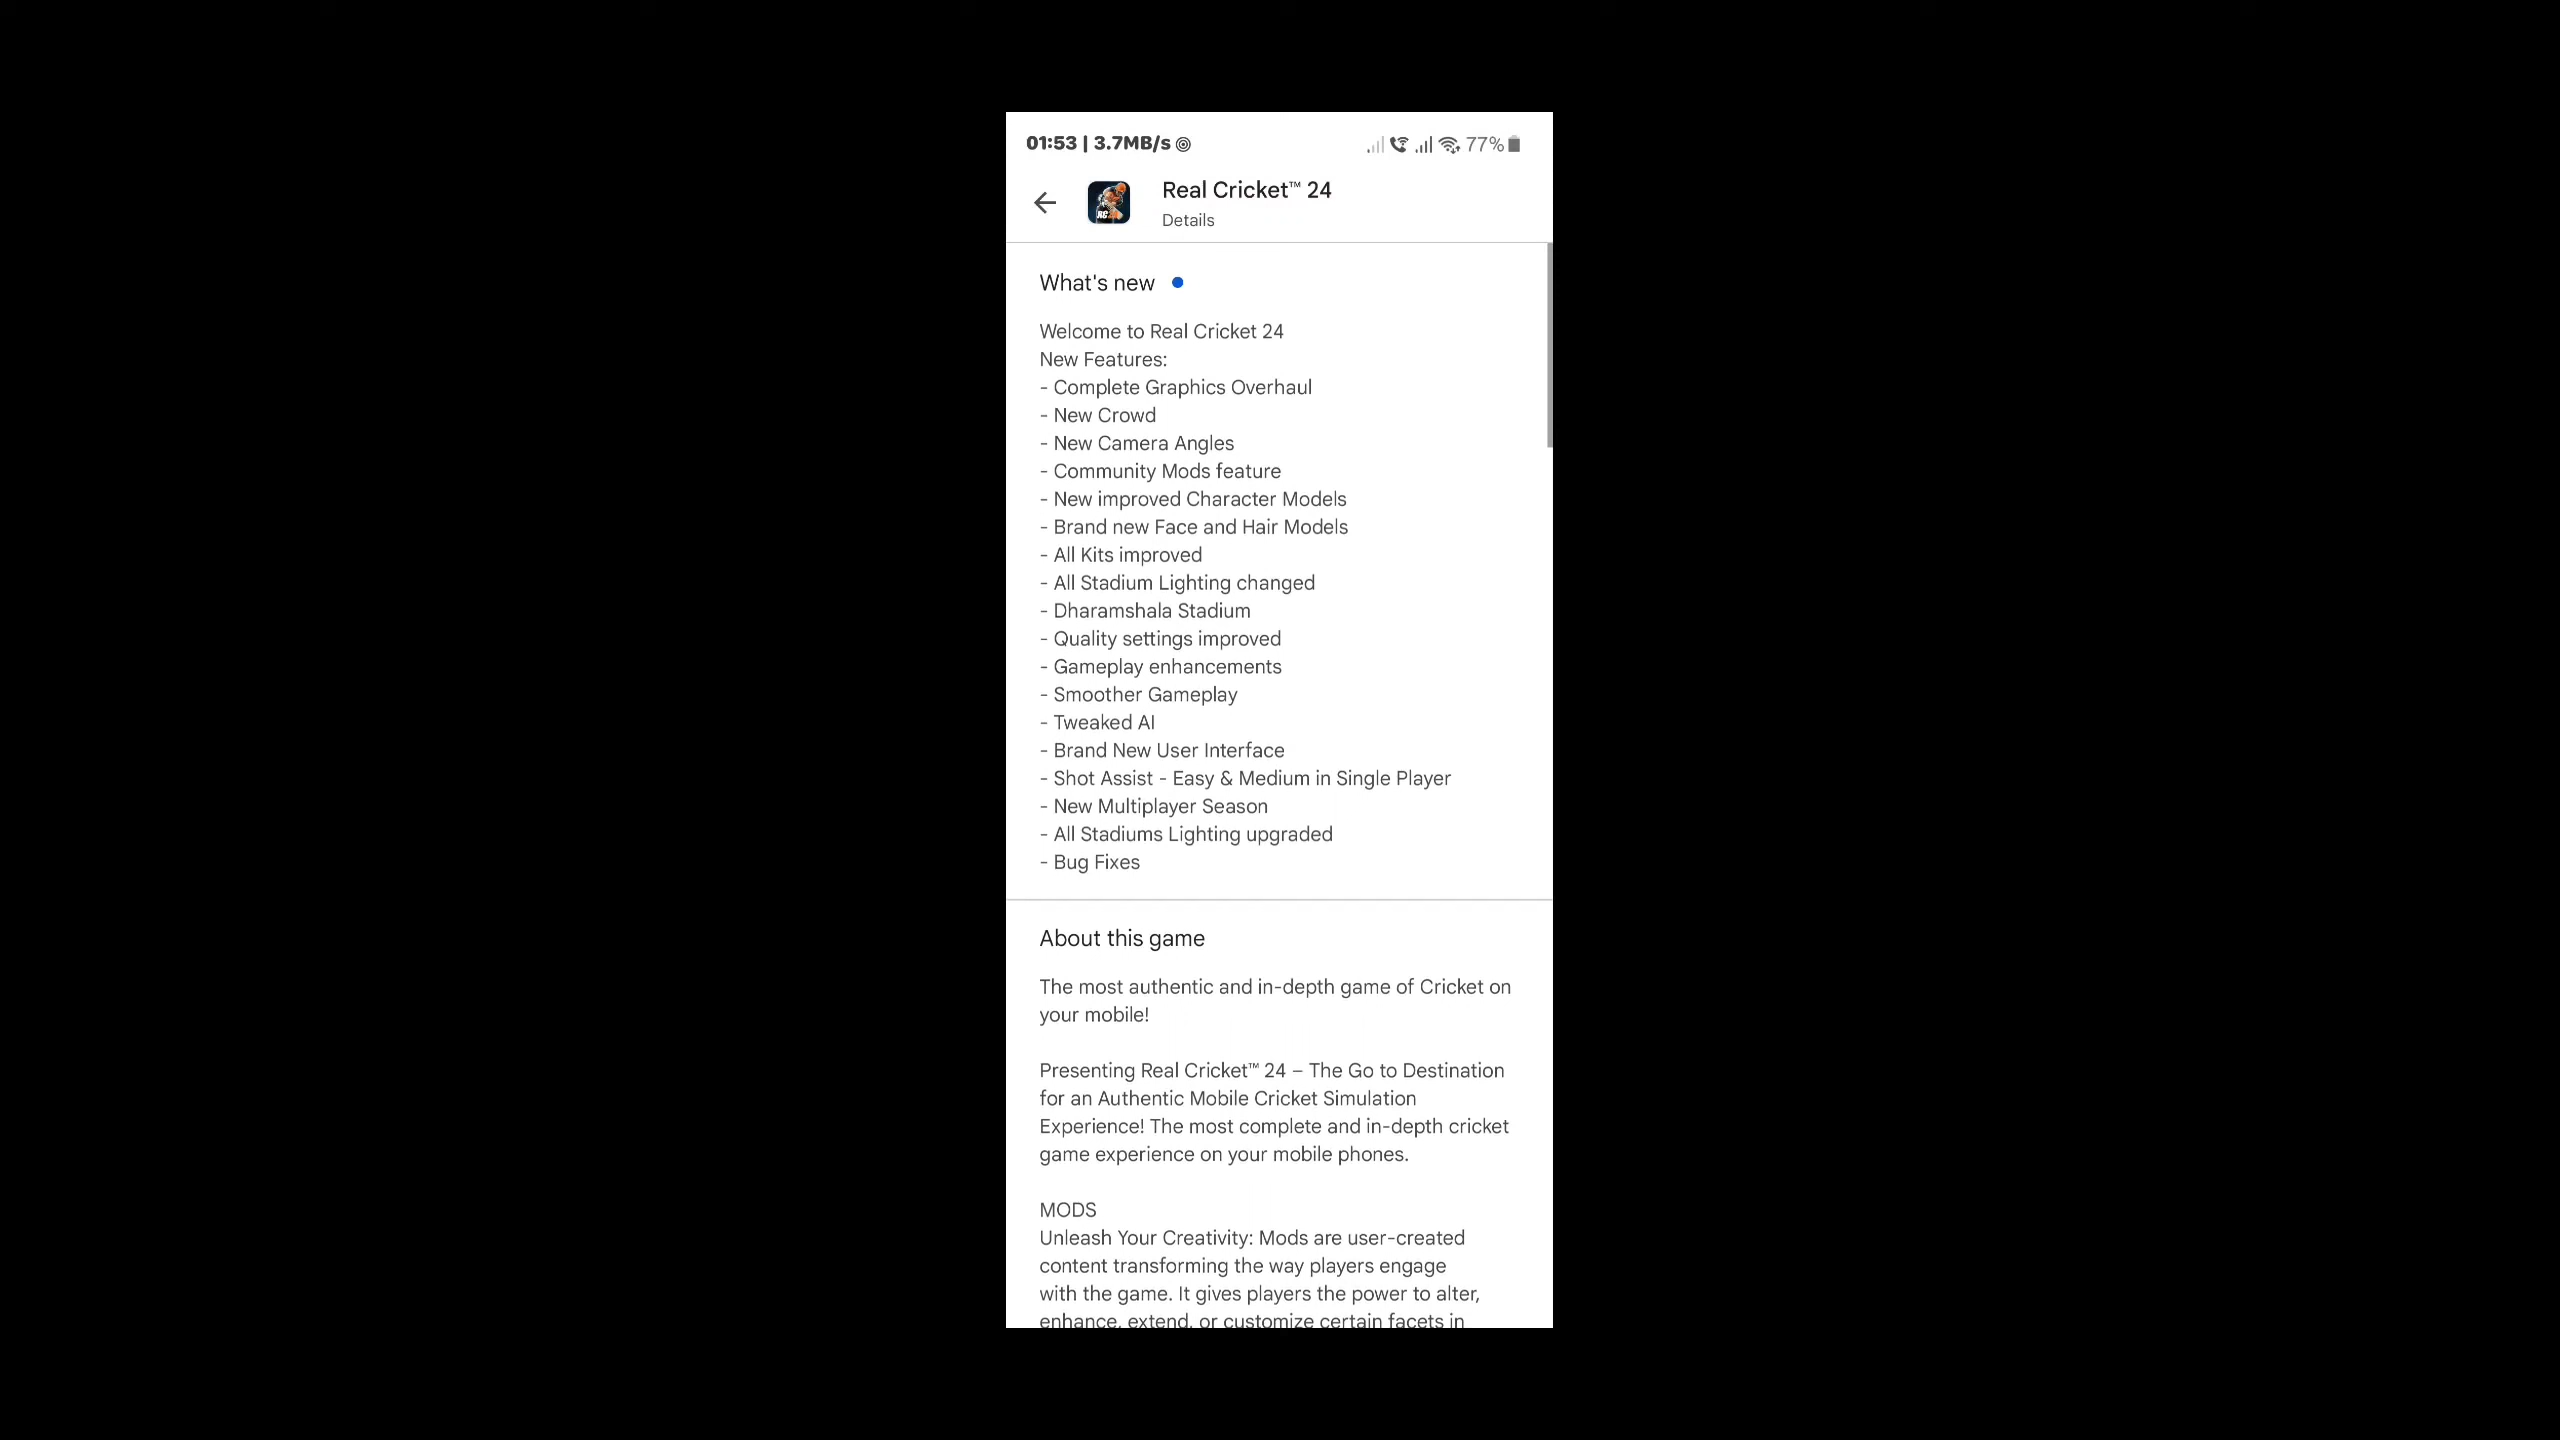 01:53 | 3.7MB/s
77%
Real Cricket™ 24
Details
What's new
Welcome to Real Cricket 24
New Features:
- Complete Graphics Overhaul
- New Crowd
- New Camera Angles
- Community Mods feature
- New improved Character Models
- Brand new Face and Hair Models
- All Kits improved
- All Stadium Lighting changed
- Dharamshala Stadium
- Quality settings improved
- Gameplay enhancements
- Smoother Gameplay
- Tweaked AI
- Brand New User Interface
- Shot Assist - Easy & Medium in Single Player
- New Multiplayer Season
- All Stadiums Lighting upgraded
- Bug Fixes
About this game
The most authentic and in-depth game of Cricket on
your mobile!
Presenting Real Cricket™ 24 – The Go to Destination
for an Authentic Mobile Cricket Simulation
Experience! The most complete and in-depth cricket
game experience on your mobile phones.
MODS
Unleash Your Creativity: Mods are user-created
content transforming the way players engage
with the game. It gives players the power to alter,
enhance, extend, or customize certain facets in